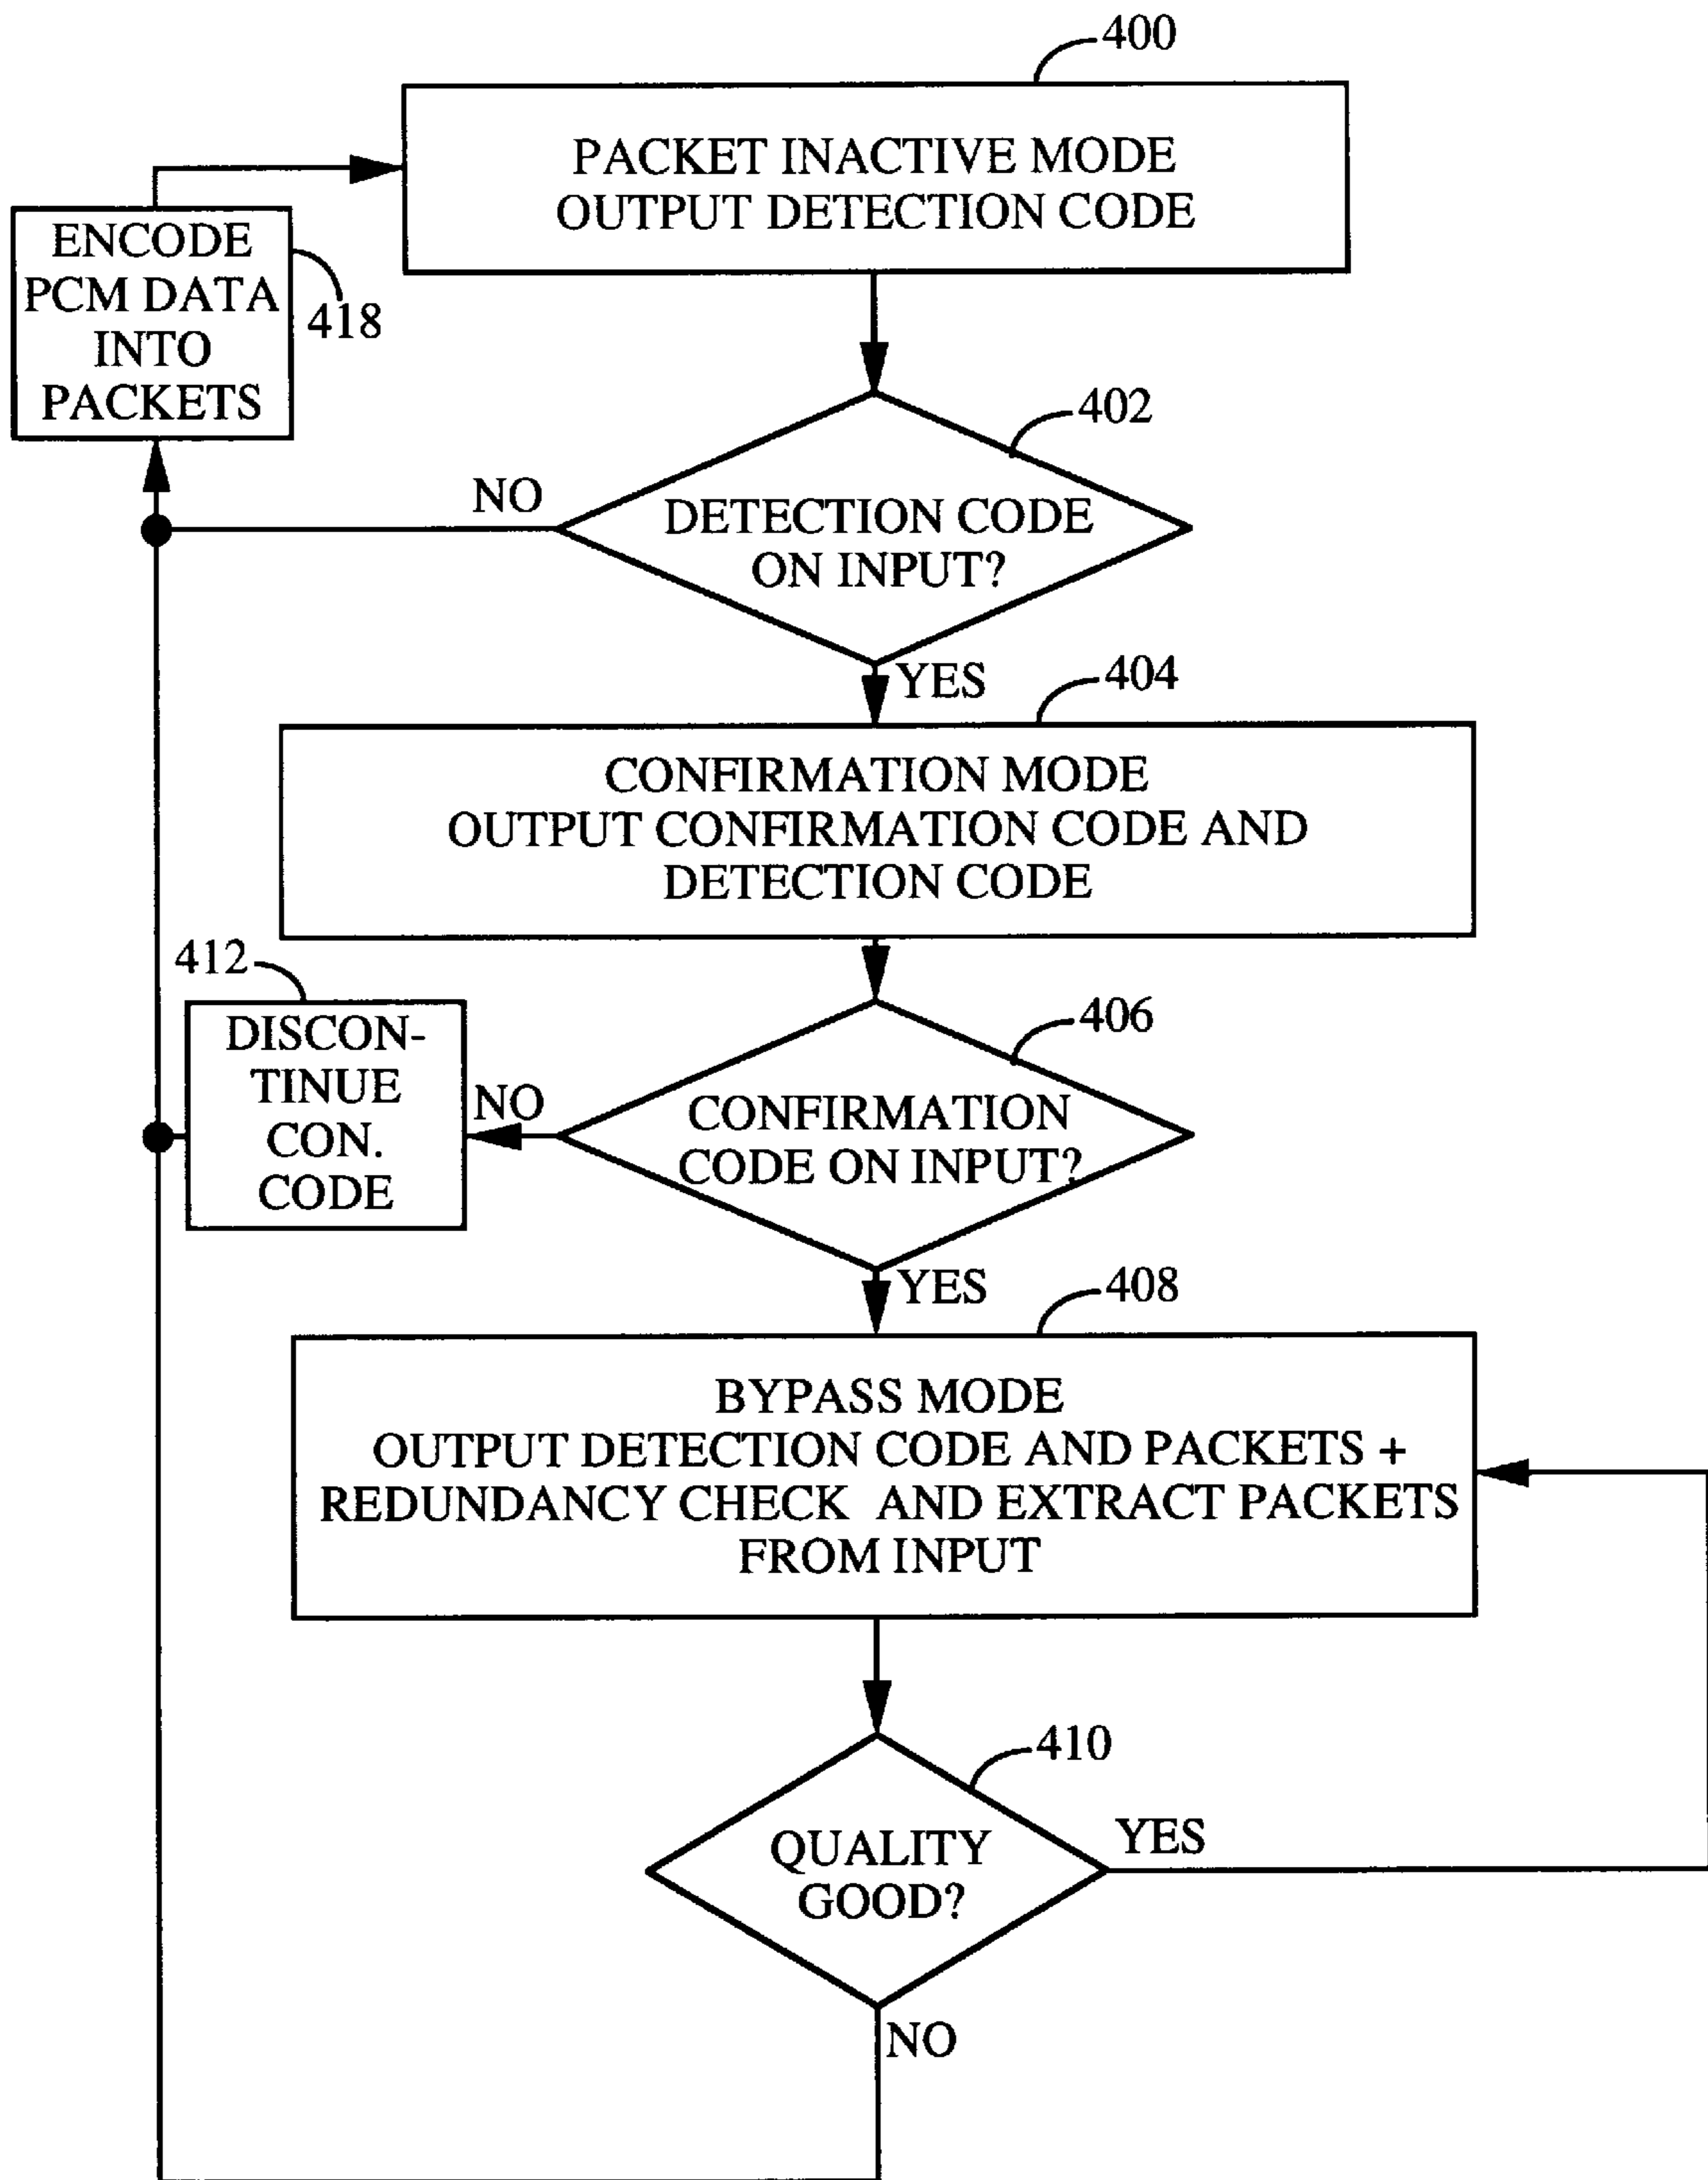 400
PACKET INACTIVE MODE
OUTPUT DETECTION CODE
ENCODE
PCM DATA
INTO
PACKETS
418
402
NO
DETECTION CODE
ON INPUT?
YES
404
CONFIRMATION MODE
OUTPUT CONFIRMATION CODE AND
DETECTION CODE
412
DISCON-
TINUE
CON.
CODE
NO
406
CONFIRMATION
CODE ON INPUT?
YES
408
BYPASS MODE
OUTPUT DETECTION CODE AND PACKETS +
REDUNDANCY CHECK AND EXTRACT PACKETS
FROM INPUT
410
QUALITY
GOOD?
YES
NO